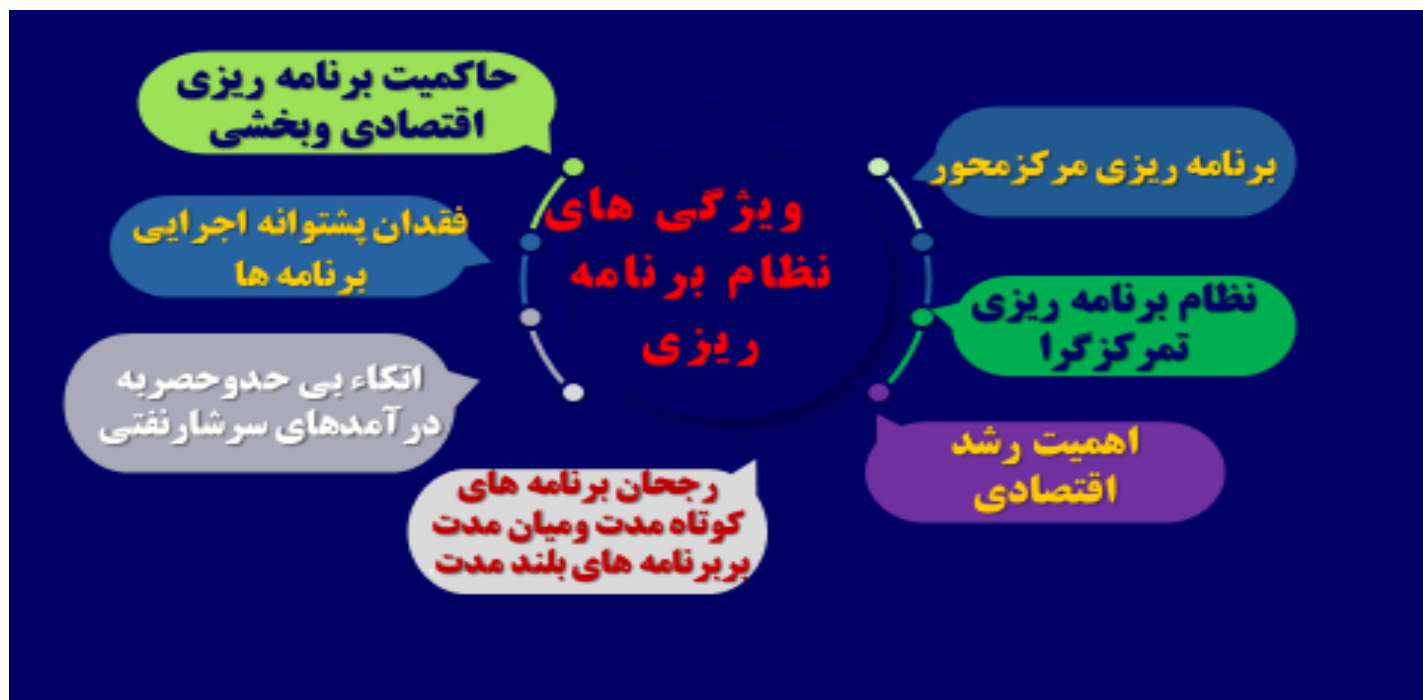 ویژگی های
نظام برنامه
ریزی
برنامه ریزی مرکزمحور
نظام برنامه ریزی
تمرکزگرا
اهمیت رشد
اقتصادی
رجحان برنامه های
کوتاه مدت ومیان مدت
بربرنامه های بلند مدت
اتکاء بی حدوحصربه
درآمدهای سرشارنفتی
فقدان پشتوانه اجرایی
برنامه ها
حاکمیت برنامه ریزی
اقتصادی وبخشی